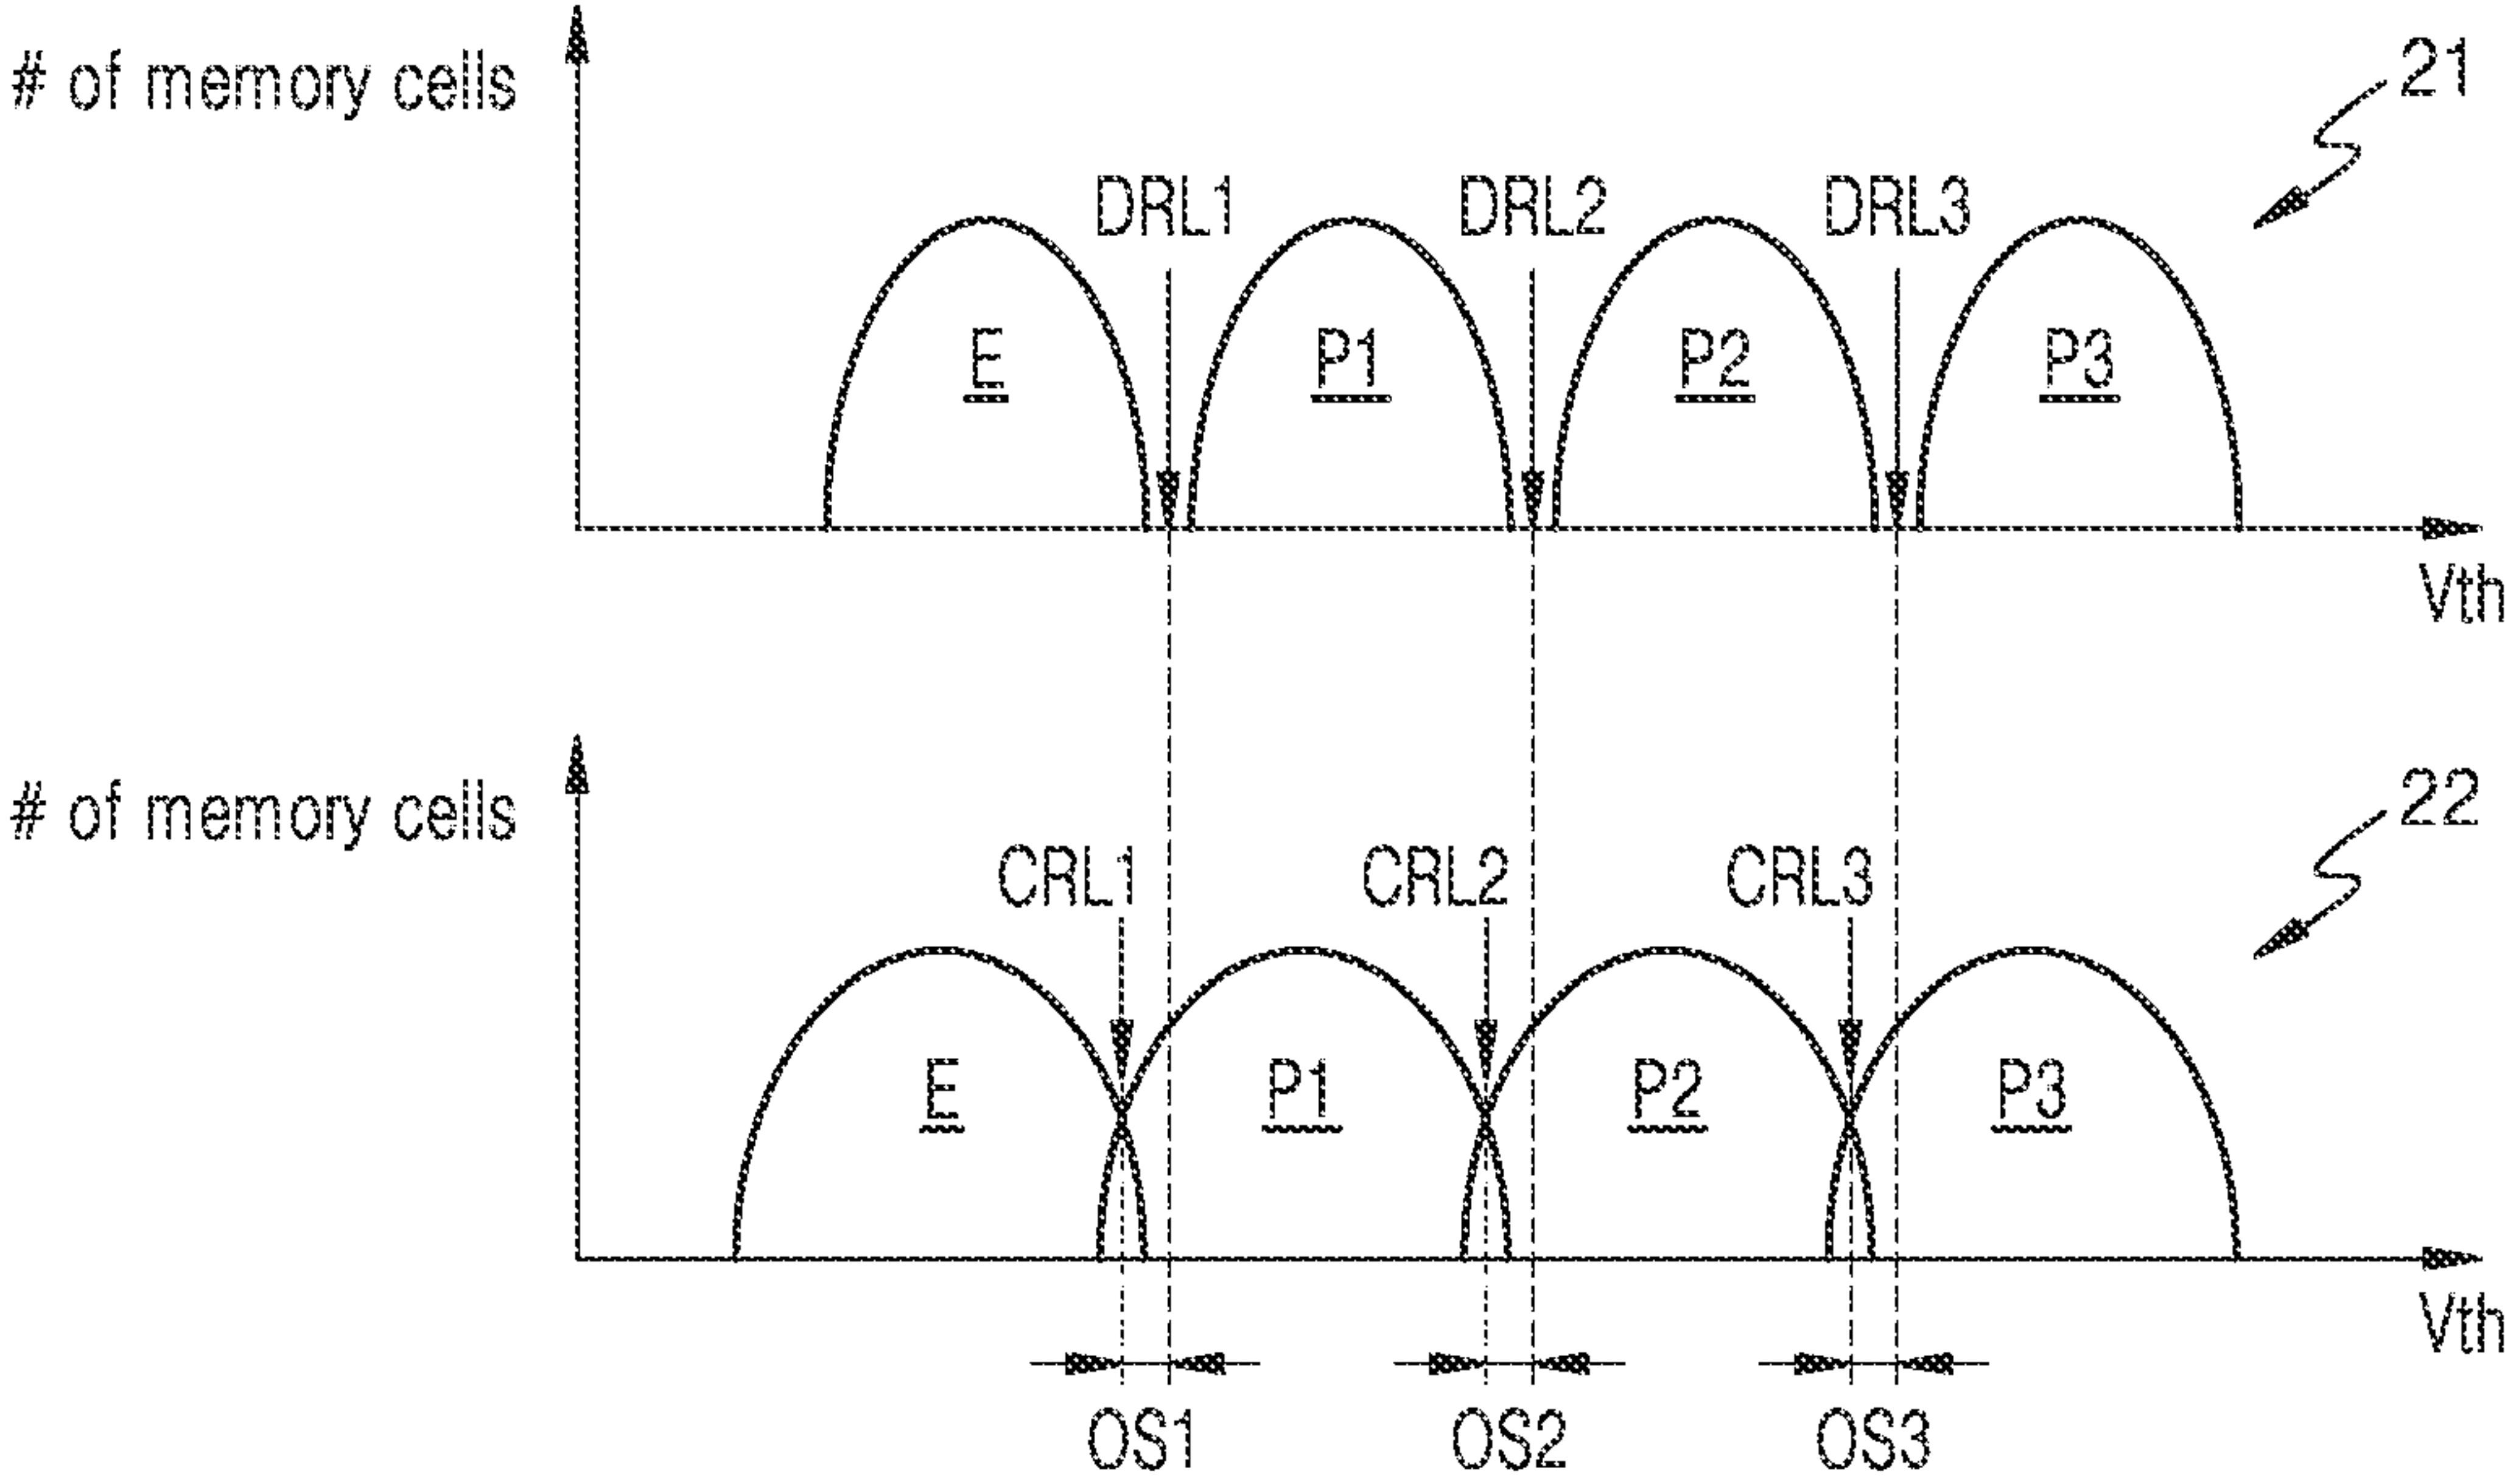 # of memory cells
21
DRL1 DRL2 DRL3
E P1 P2 P3
Vth
# of memory cells
22
CRL1 CRL2 CRL3
E P1 P2 P3
Vth
OS1 OS2 OS3